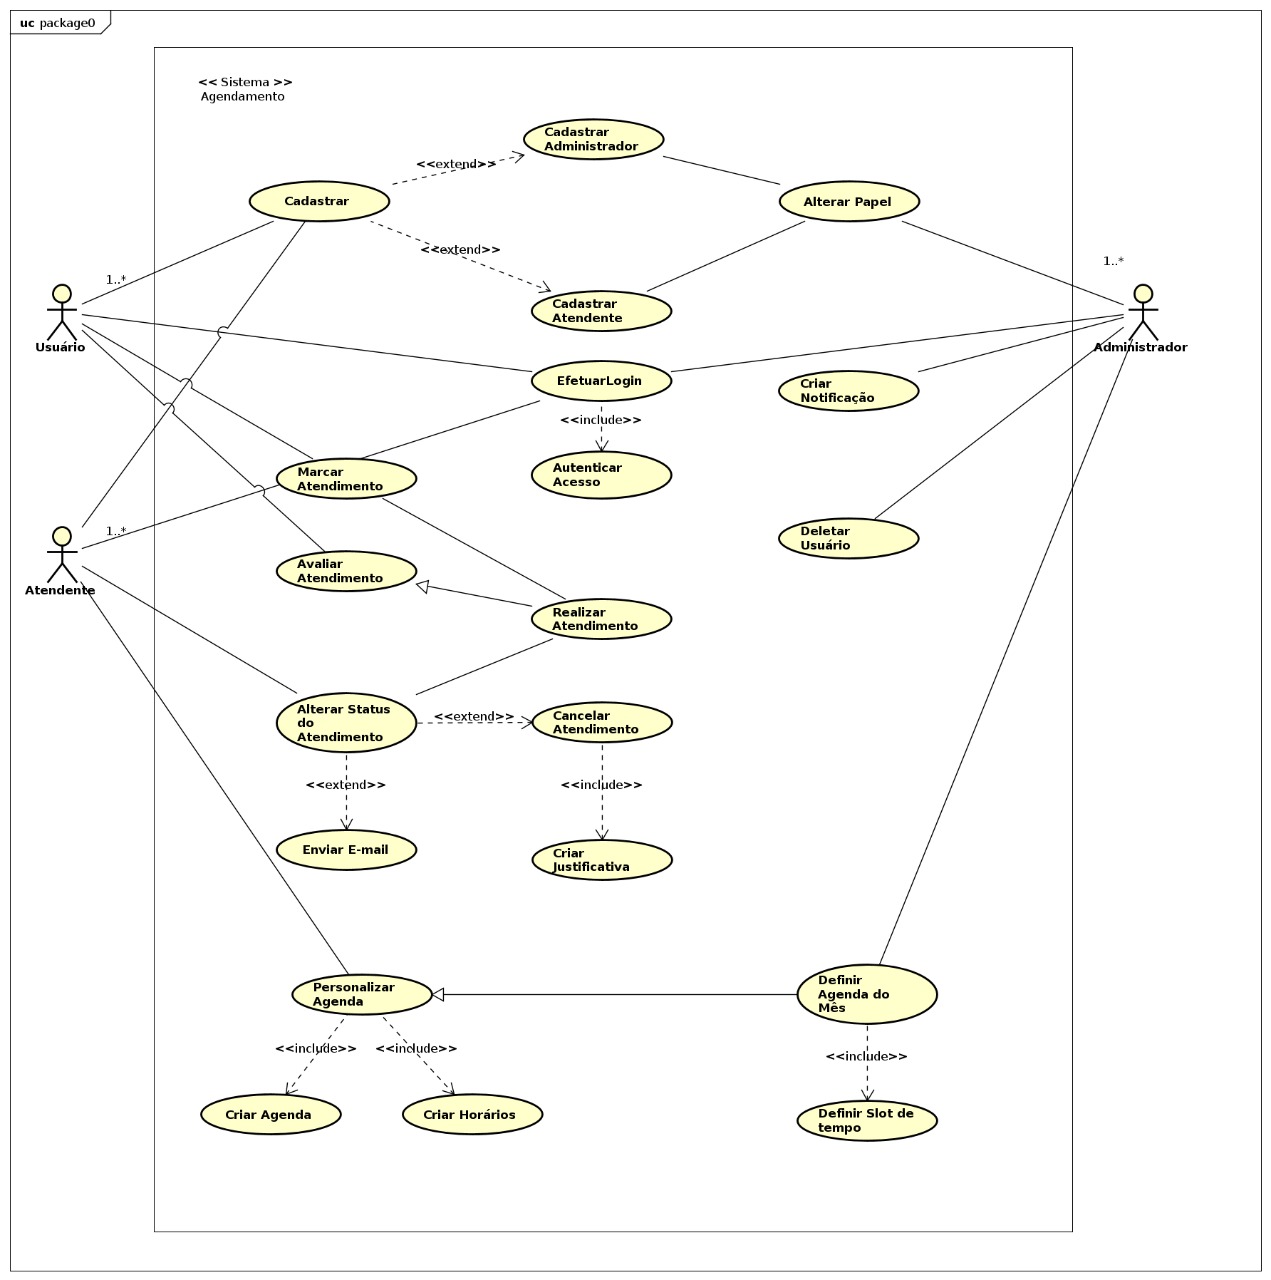 uc package0
<< Sistema >>
Agendamento
Cadastrar
Administrador
<<extend>>
Cadastrar
Alterar Papel
<<extend>>
1..*
1..*
Cadastrar
Atendente
Usuário
Administrador
EfetuarLogin
Criar
Notificação
<<include>>
Marcar
Atendimento
Autenticar
Acesso
1..*
Deletar
Usuário
Atendente
Avaliar
Atendimento
Realizar
Atendimento
Alterar Status
do
Atendimento
<<extend>>
Cancelar
Atendimento
<<extend>>
<<include>>
Enviar E-mail
Criar
Justificativa
Personalizar
Agenda
Definir
Agenda do
Mês
<<include>>
<<include>>
<<include>>
Criar Agenda
Criar Horários
Definir Slot de
tempo